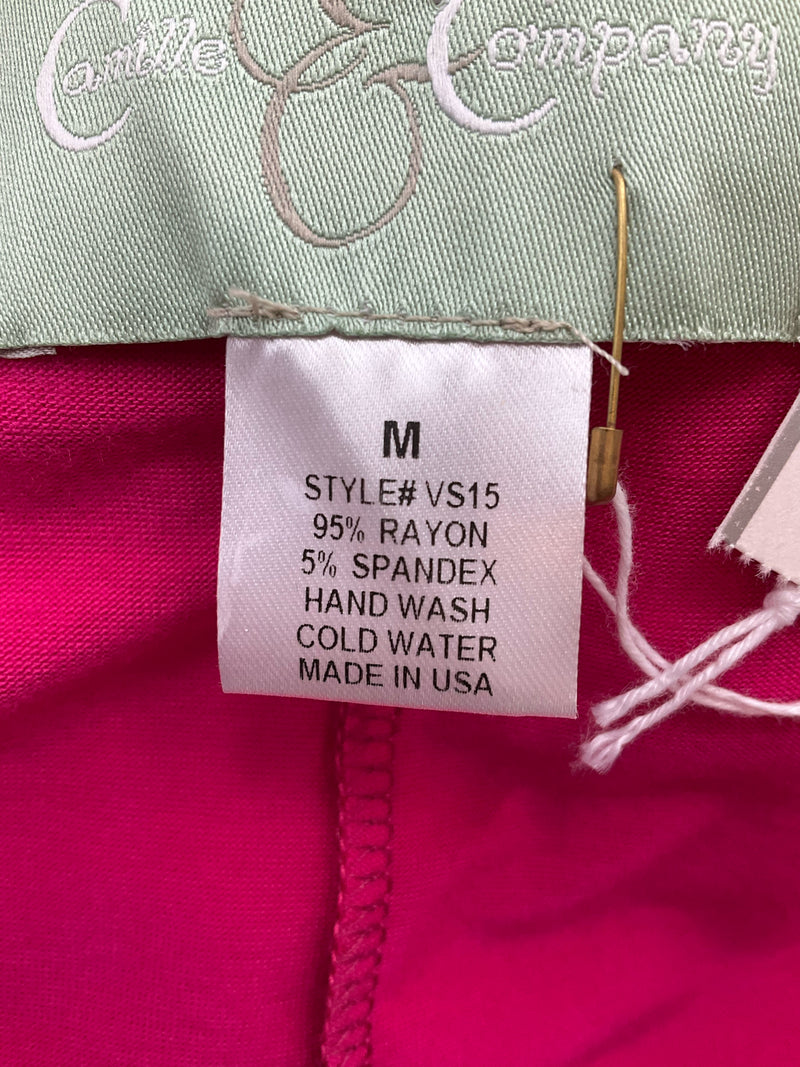 Camille & Company
M
STYLE# VS15
95% RAYON
5% SPANDEX
HAND WASH
COLD WATER
MADE IN USA